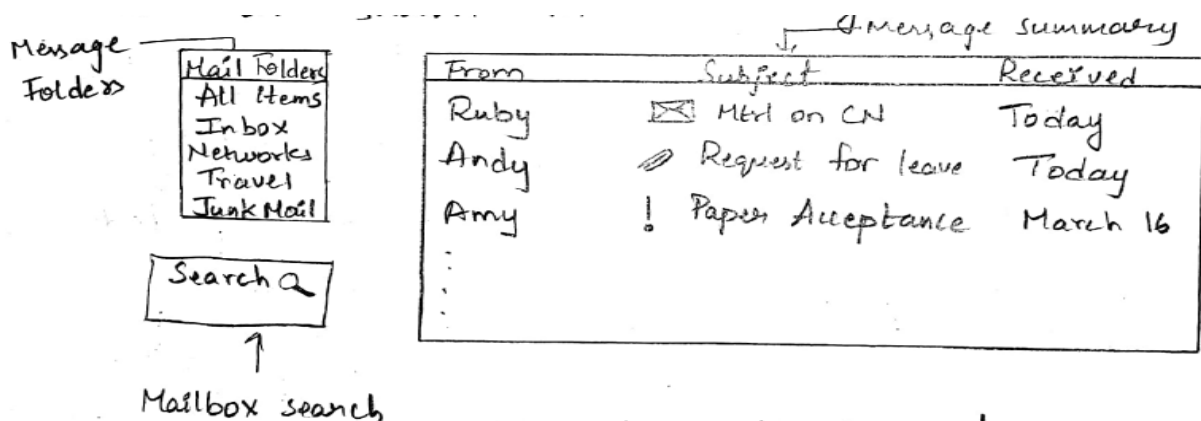 Message Folders
Mail Folders
All Items
Inbox
Networks
Travel
Junk Mail
Search
Mailbox search
Message summary
From Subject Received
Ruby Mtrl on CN Today
Andy Request for leave Today
Amy ! Paper Acceptance March 16